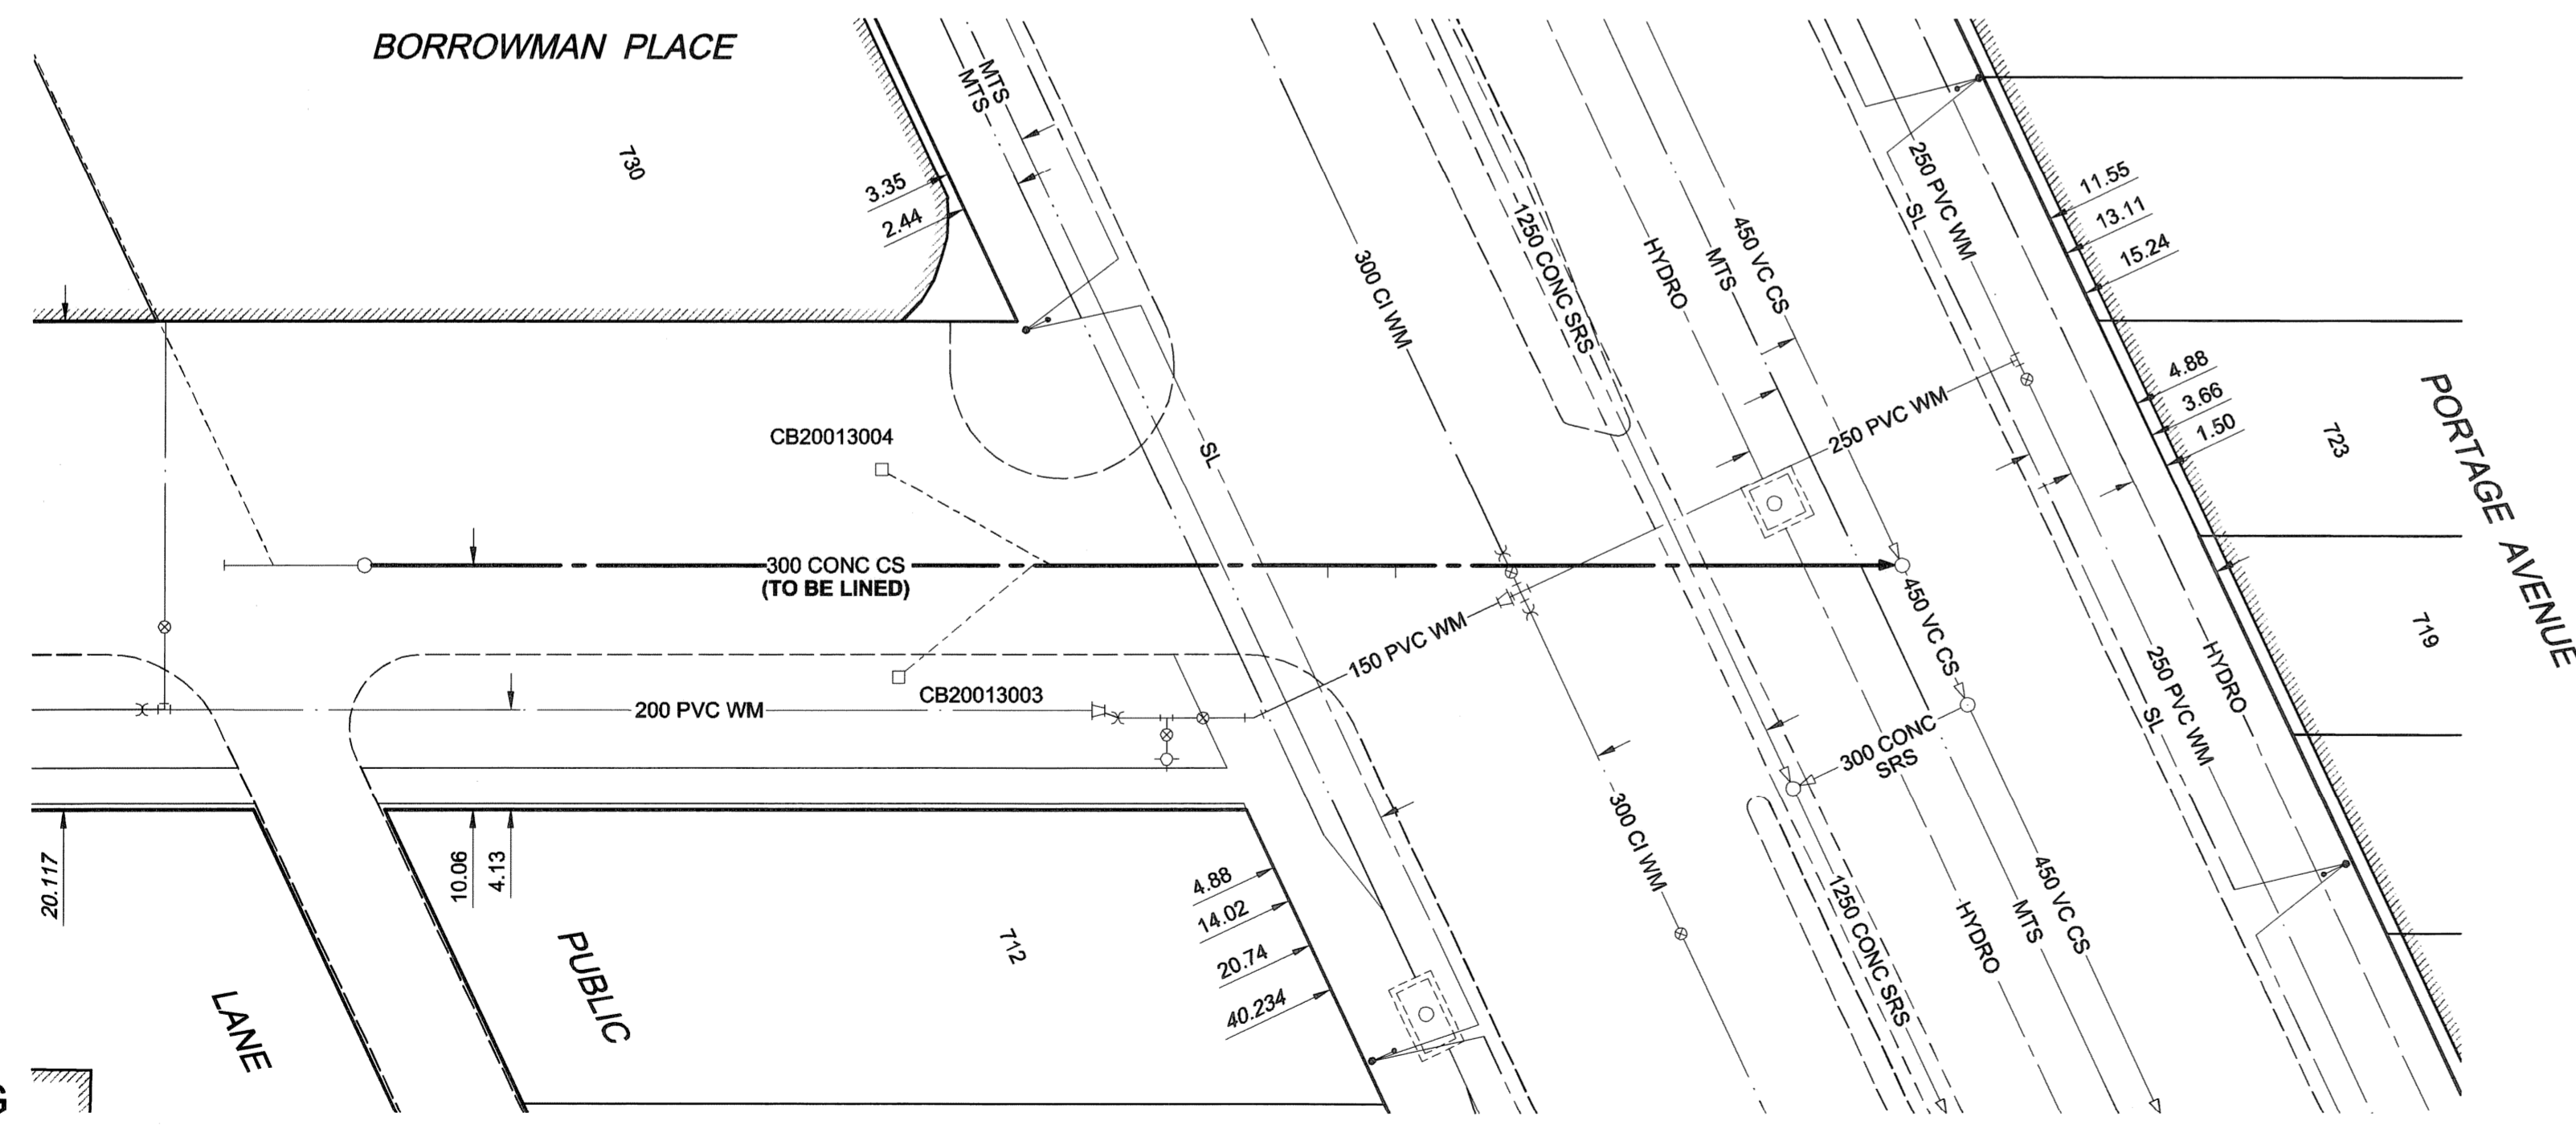 BORROWMAN PLACE
MTS
MTS
730
3.35
2.44
300 CI WM
1250 CONC SRS
HYDRO
MTS
450 VC CS
250 PVC WM
SL
11.55
13.11
15.24
4.88
3.66
1.50
723
PORTAGE AVENUE
719
CB20013004
SL
250 PVC WM
300 CONC CS
(TO BE LINED)
450 VC CS
150 PVC WM
CB20013003
200 PVC WM
300 CONC
SRS
HYDRO
250 PVC WM
SL
20.117
10.06
4.13
4.88
14.02
20.74
40.234
712
PUBLIC
LANE
300 CI WM
1250 CONC SRS
HYDRO
MTS
450 VC CS